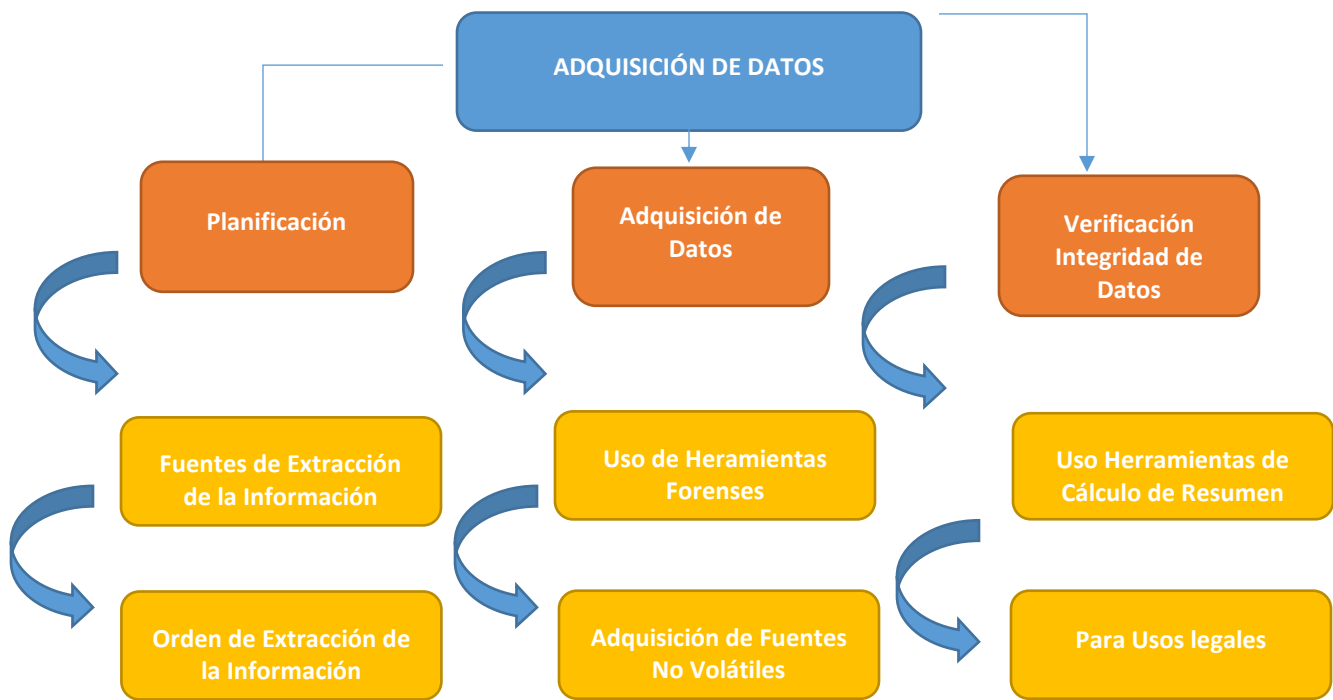 ADQUISICIÓN DE DATOS
Planificación
Adquisición de
Datos
Verificación
Integridad de
Datos
Fuentes de Extracción
de la Información
Uso de Heramientas
Forenses
Uso Herramientas de
Cálculo de Resumen
Orden de Extracción de
la Información
Adquisición de Fuentes
No Volátiles
Para Usos legales